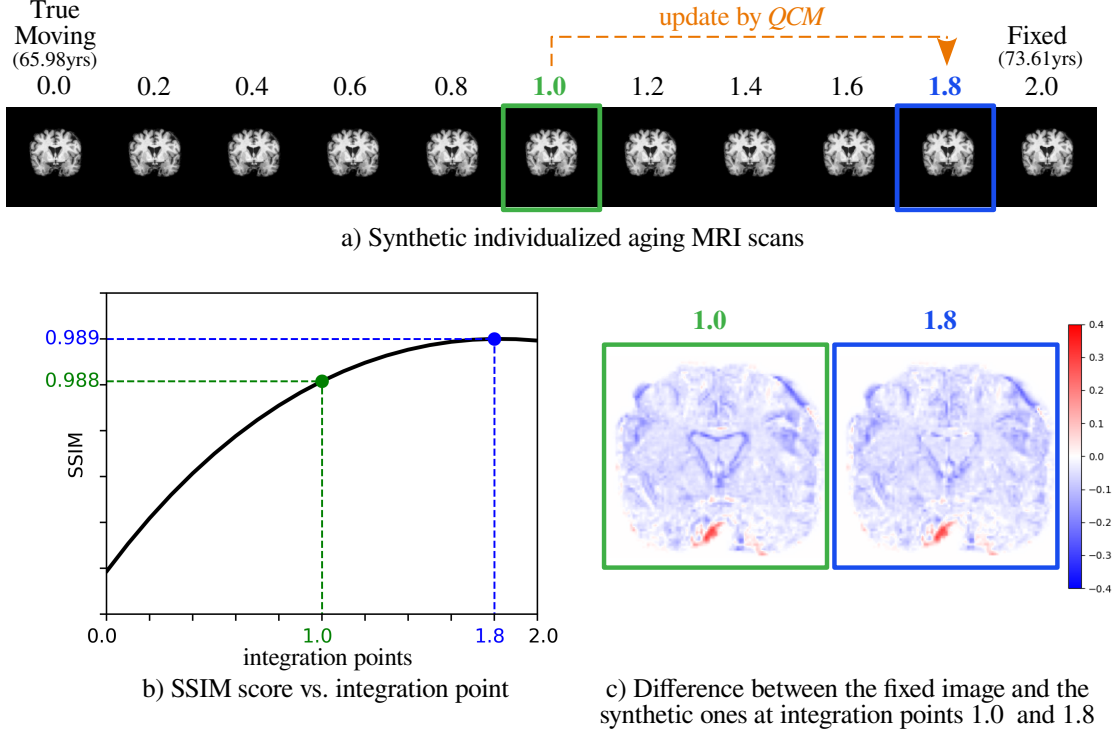 True
Moving
(65.98yrs)
update by QCM
Fixed
(73.61yrs)
0.0 0.2 0.4 0.6 0.8 1.0 1.2 1.4 1.6 1.8 2.0
a) Synthetic individualized aging MRI scans
0.989
0.988
SSIM
0.0 1.0 1.8 2.0
integration points
b) SSIM score vs. integration point
1.0 1.8
0.4
0.3
0.2
0.1
0.0
−0.1
−0.2
−0.3
−0.4
c) Difference between the fixed image and the
synthetic ones at integration points 1.0 and 1.8